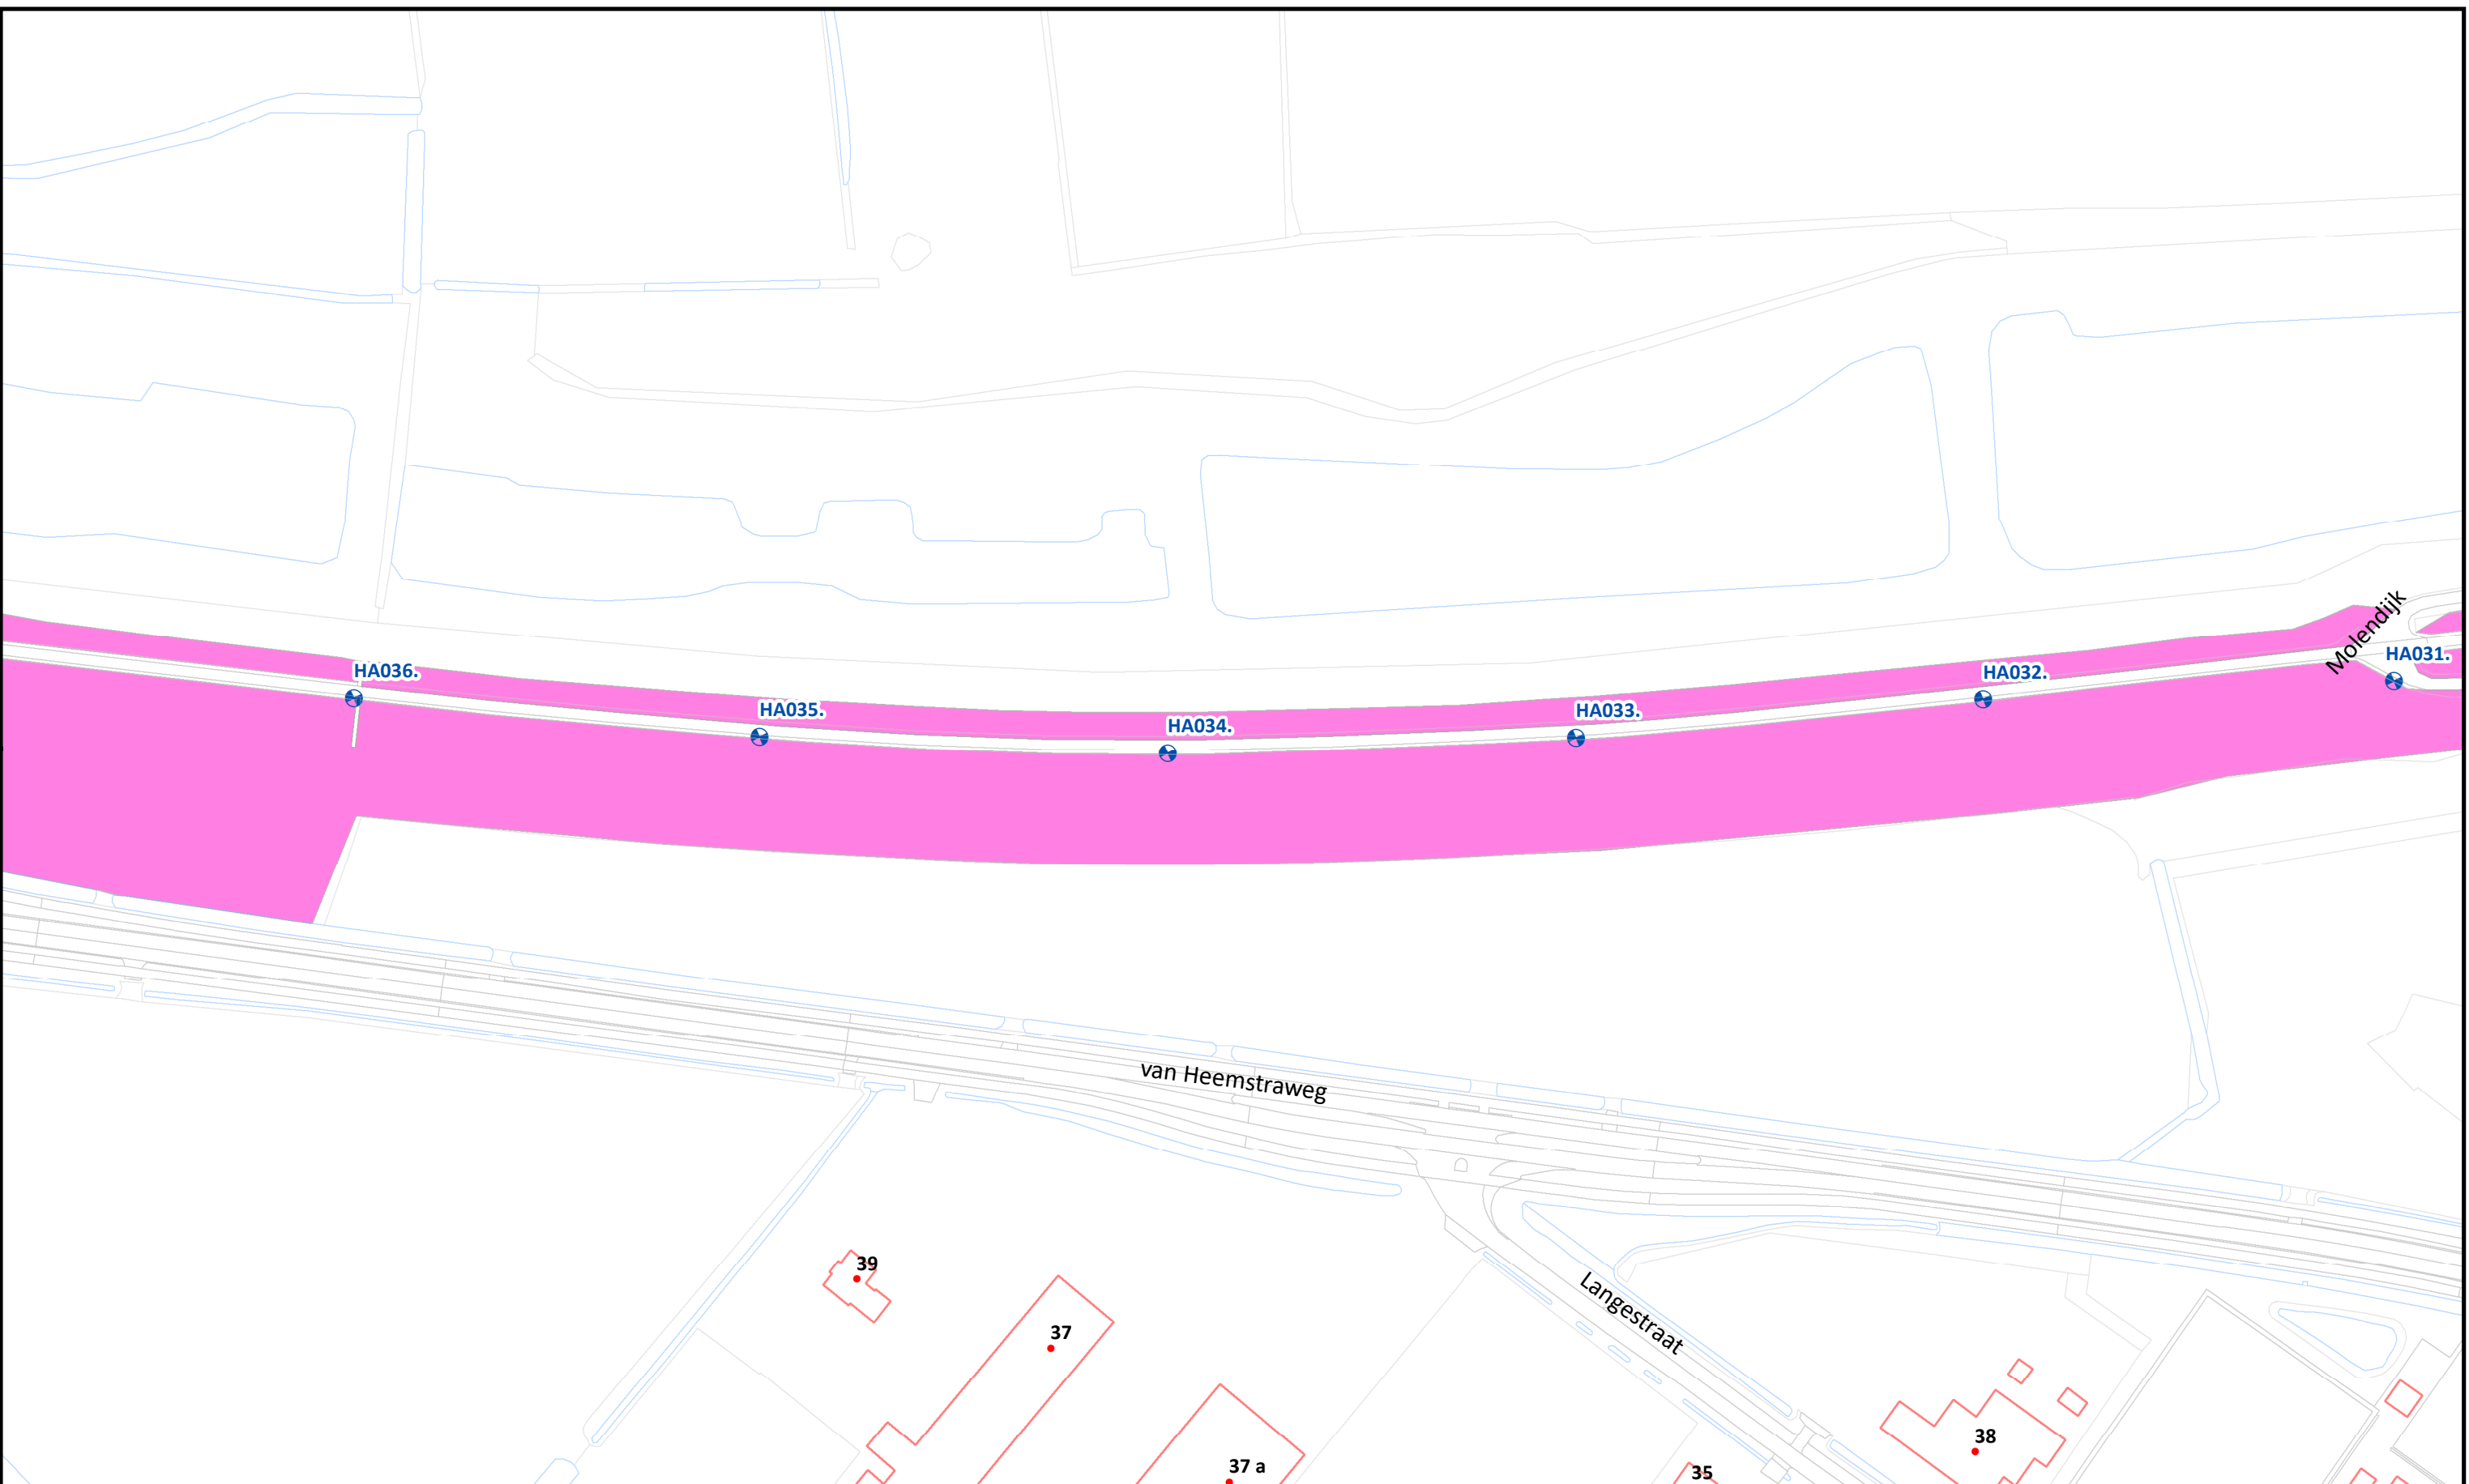 Molendijk
HA031.
HA036.
HA032.
HA035.
HA033.
HA034.
van Heemstraweg
39
Langestraat
37
38
37 a
35